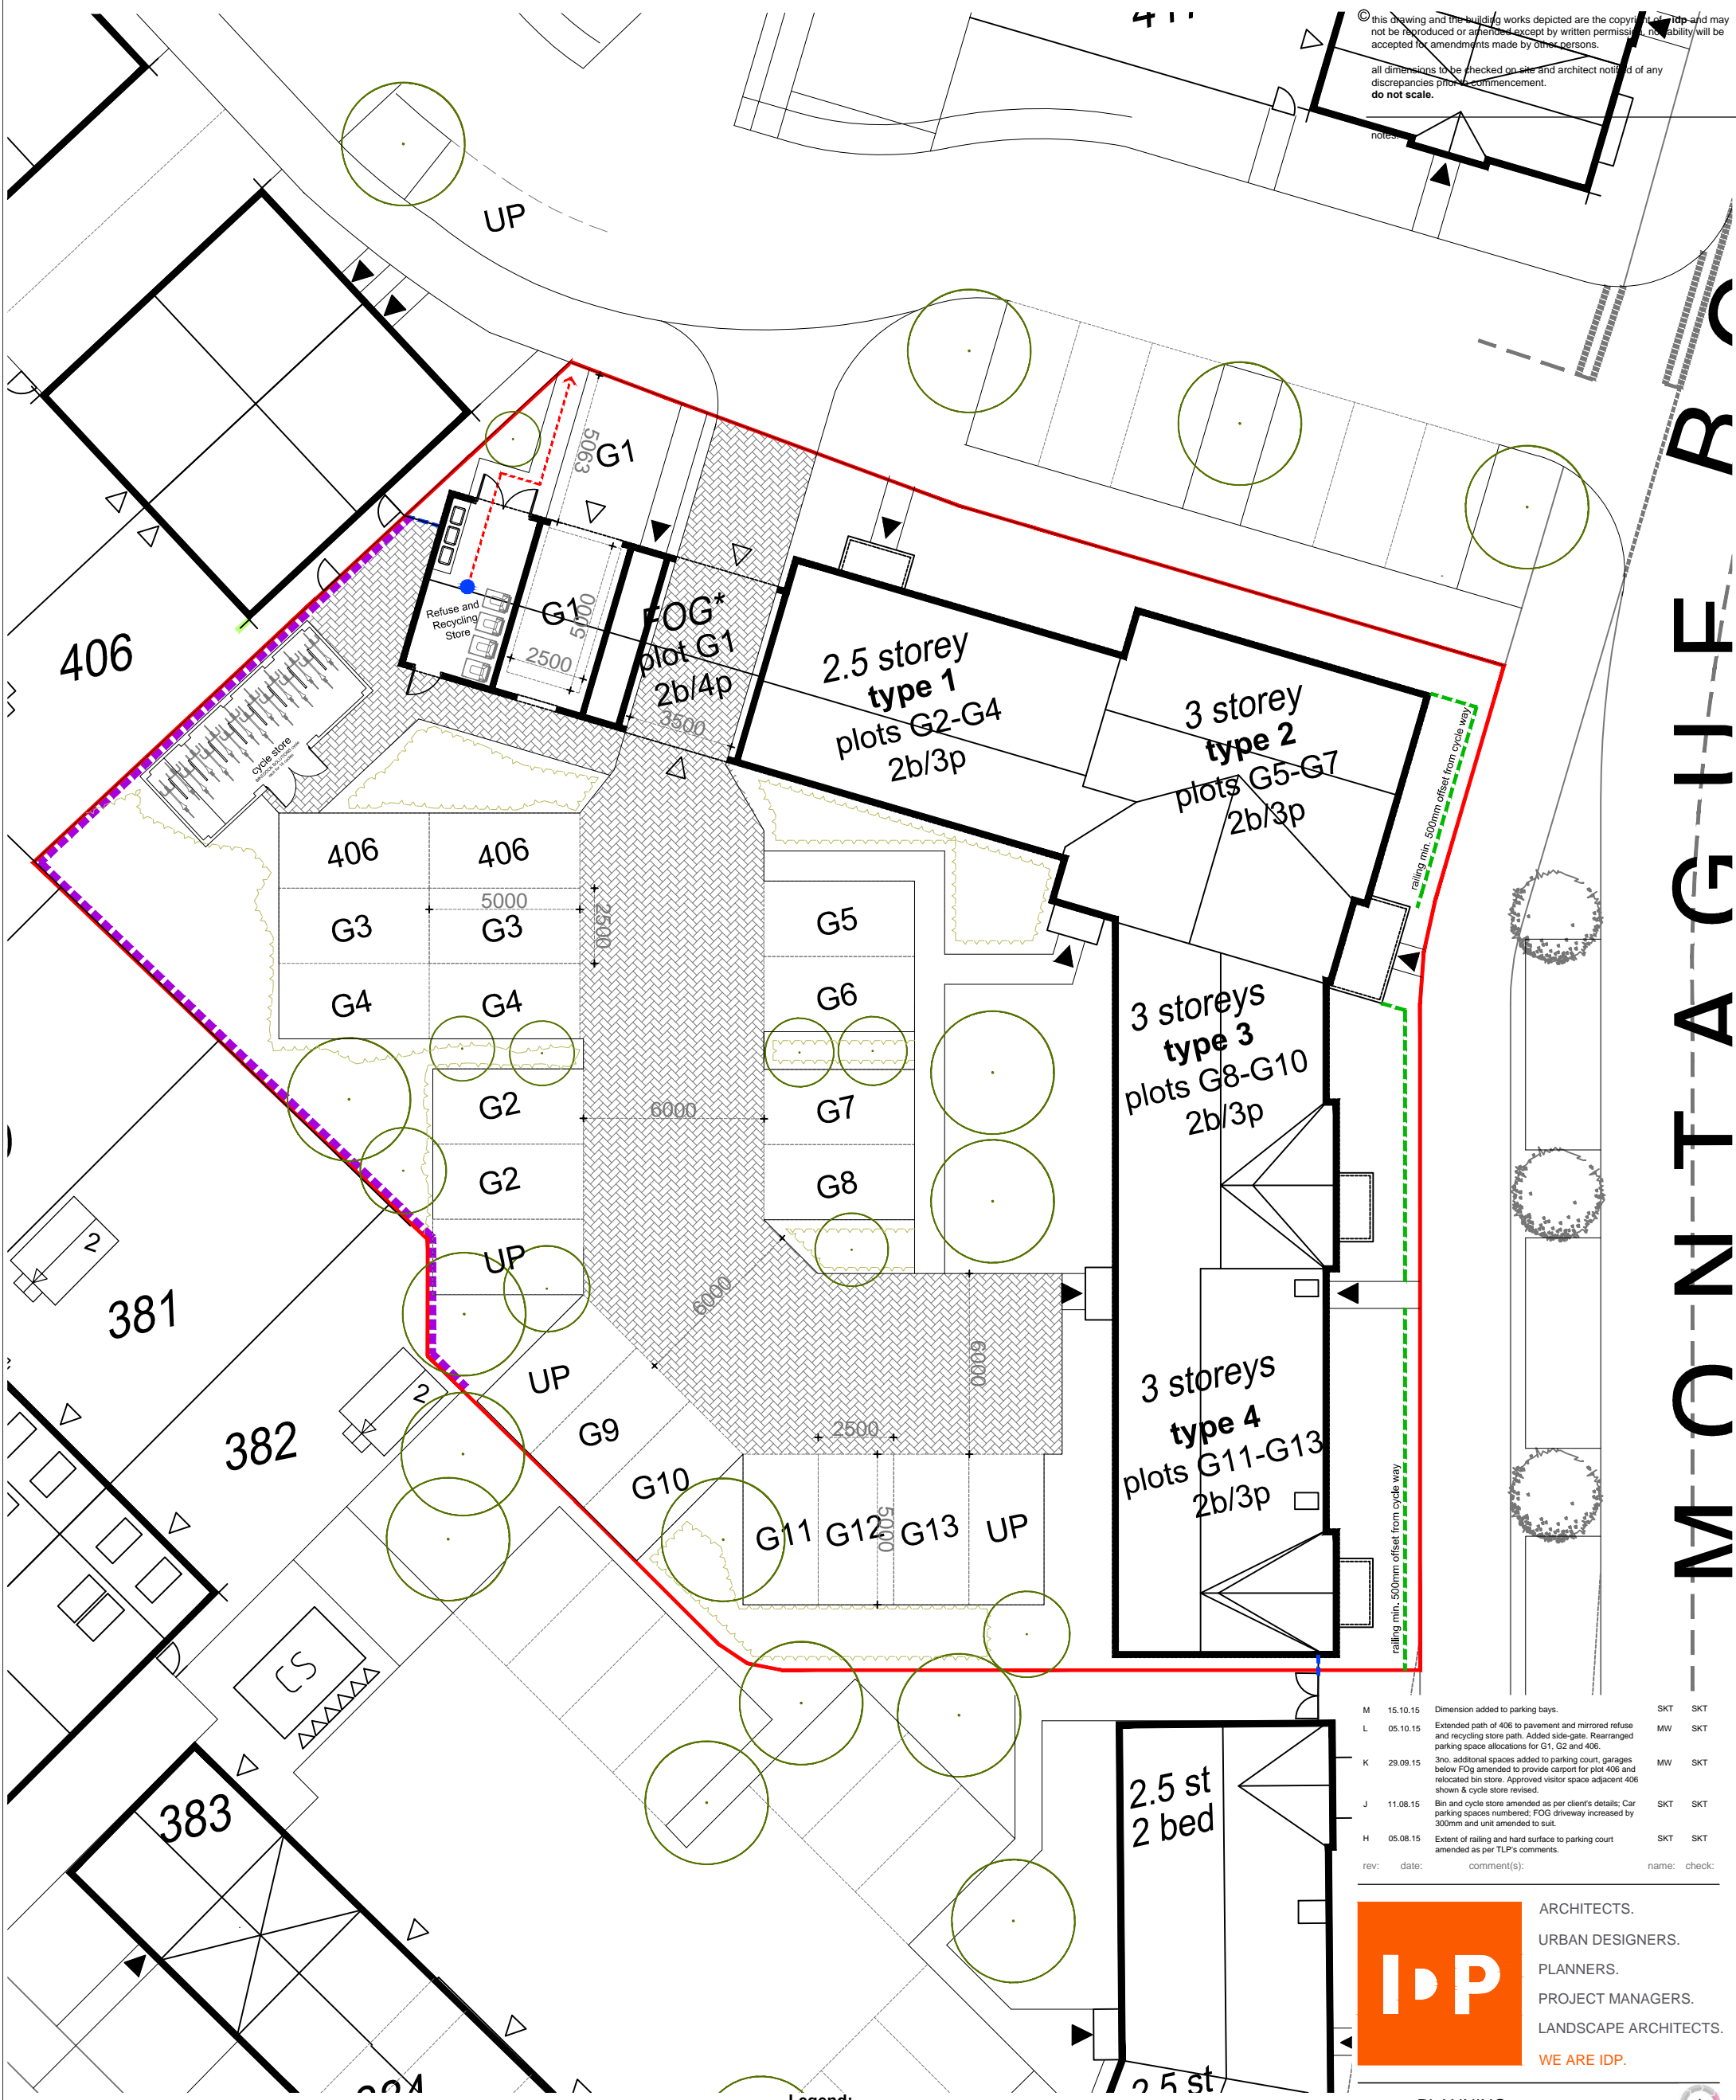 © this drawing and the building works depicted are the copyright of idp and may
not be reproduced or amended except by written permission. no liability will be
accepted for amendments made by other persons.
all dimensions to be checked on site and architect notified of any
discrepancies prior to commencement.
do not scale.
notes:
UP
5063
G1
Refuse and
Recycling
Store
G1
5000
2500
FOG*
plot G1
2b/4p
3500
2.5 storey
type 1
plots G2-G4
2b/3p
3 storey
type 2
plots G5-G7
2b/3p
railing min. 500mm offset from cycle way
406
cycle store
406
406
5000
2500
G3
G3
G4
G4
G5
G6
G2
6000
G7
G2
G8
UP
6000
6000
3 storeys
type 3
plots G8-G10
2b/3p
3 storeys
type 4
plots G11-G13
2b/3p
railing min. 500mm offset from cycle way
MONTAGUE RO
2
381
2
382
UP
G9
G10
2500
G11
G12
5000
G13
UP
CS
383
384
2.5 st
2 bed
2.5 st
M 15.10.15 Dimension added to parking bays. SKT SKT
L 05.10.15 Extended path of 406 to pavement and mirrored refuse MW SKT
and recycling store path. Added side-gate. Rearranged
parking space allocations for G1, G2 and 406.
K 29.09.15 3no. additonal spaces added to parking court, garages MW SKT
below FOg amended to provide carport for plot 406 and
relocated bin store. Approved visitor space adjacent 406
shown & cycle store revised.
J 11.08.15 Bin and cycle store amended as per client's details; Car SKT SKT
parking spaces numbered; FOG driveway increased by
300mm and unit amended to suit.
H 05.08.15 Extent of railing and hard surface to parking court SKT SKT
amended as per TLP's comments.
rev: date: comment(s): name: check:
IDP
ARCHITECTS.
URBAN DESIGNERS.
PLANNERS.
PROJECT MANAGERS.
LANDSCAPE ARCHITECTS.
WE ARE IDP.
Legend:
PLANNING